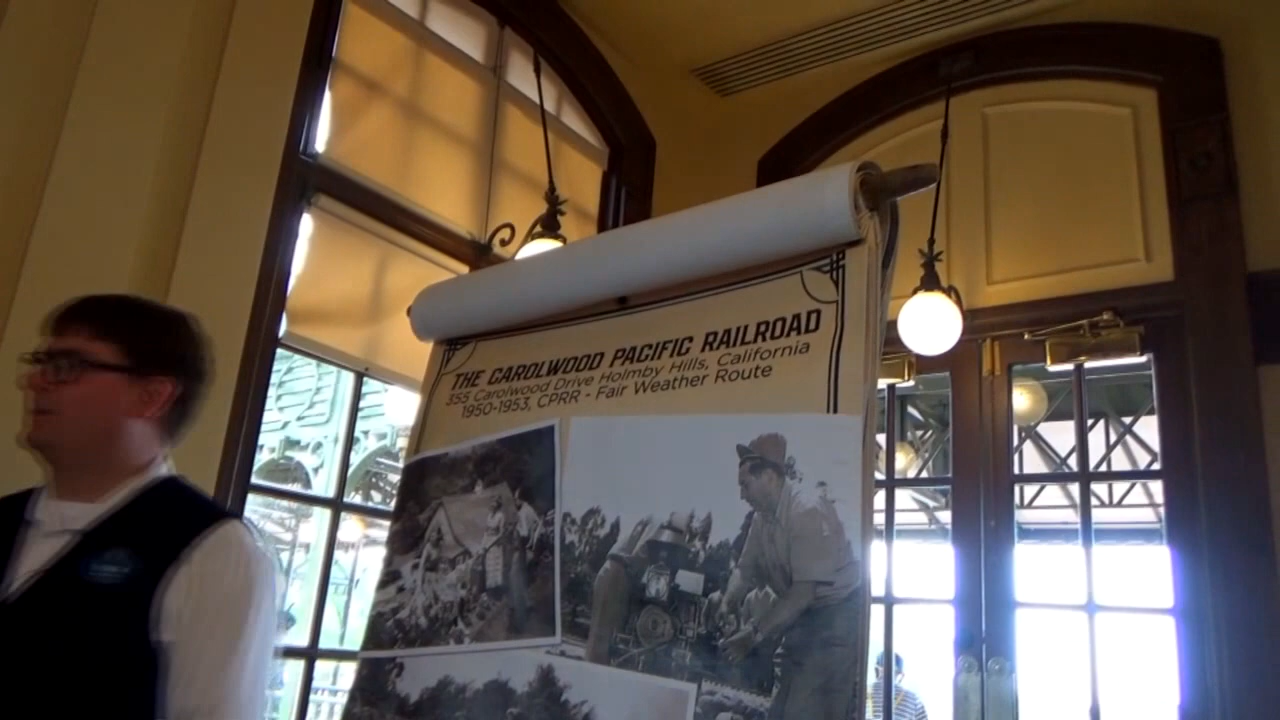 THE CAROLWOOD PACIFIC RAILROAD
355 Carolwood Drive Holmby Hills, California
1950-1953, CPRR - Fair Weather Route